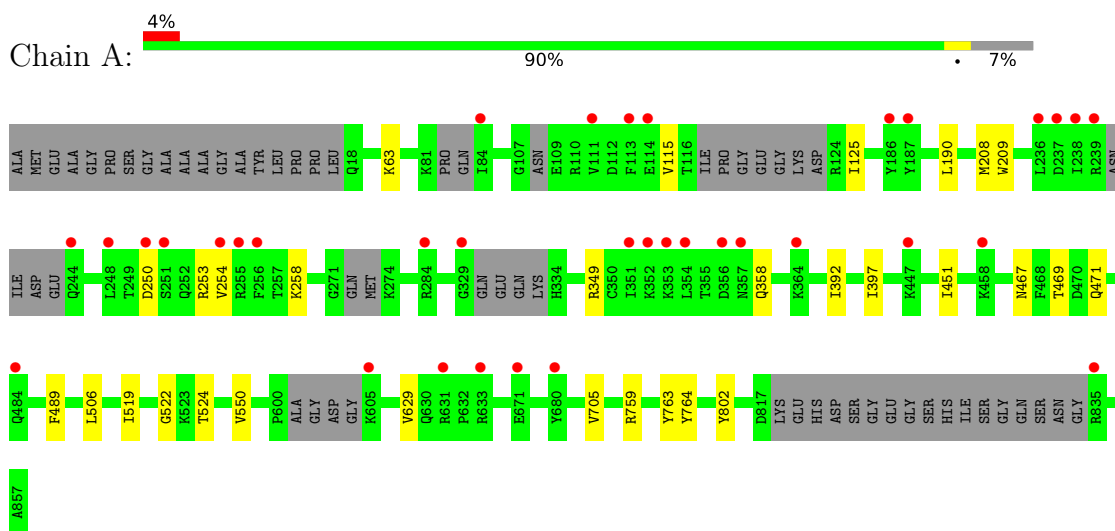 4%
Chain A:
90% • 7%
ALA MET GLU ALA ALA GLY PRO SER GLY ALA ALA ALA GLY ALA TYR LEU PRO PRO LEU Q18 K63 K81 PRO GLN I84 G107 ASN E109 R110 V111 D112 F113 E114 V115 T116 ILE PRO GLY GLU GLY LYS ASP R124 I125 Y186 Y187 L190 M208 W209 L236 D237 I238 R239 ASN
ILE ASP GLU Q244 L248 T249 D250 S251 Q252 R253 V254 R255 F256 T257 K258 G271 GLN MET K274 R284 G329 GLN GLU GLN LYS H334 R349 C350 I351 K352 K353 L354 T355 D356 N357 Q358 K364 I392 I397 K447 I451 K458 N467 F468 T469 D470 Q471
Q484 F489 L506 I519 G522 K523 T524 V550 P600 ALA GLY ASP GLY K605 V629 Q630 R631 P632 R633 E671 Y680 V705 R759 Y763 Y764 Y802 D817 LYS GLU HIS ASP SER GLY GLU GLY SER HIS ILE SER GLY GLN SER ASN GLY R835
A857